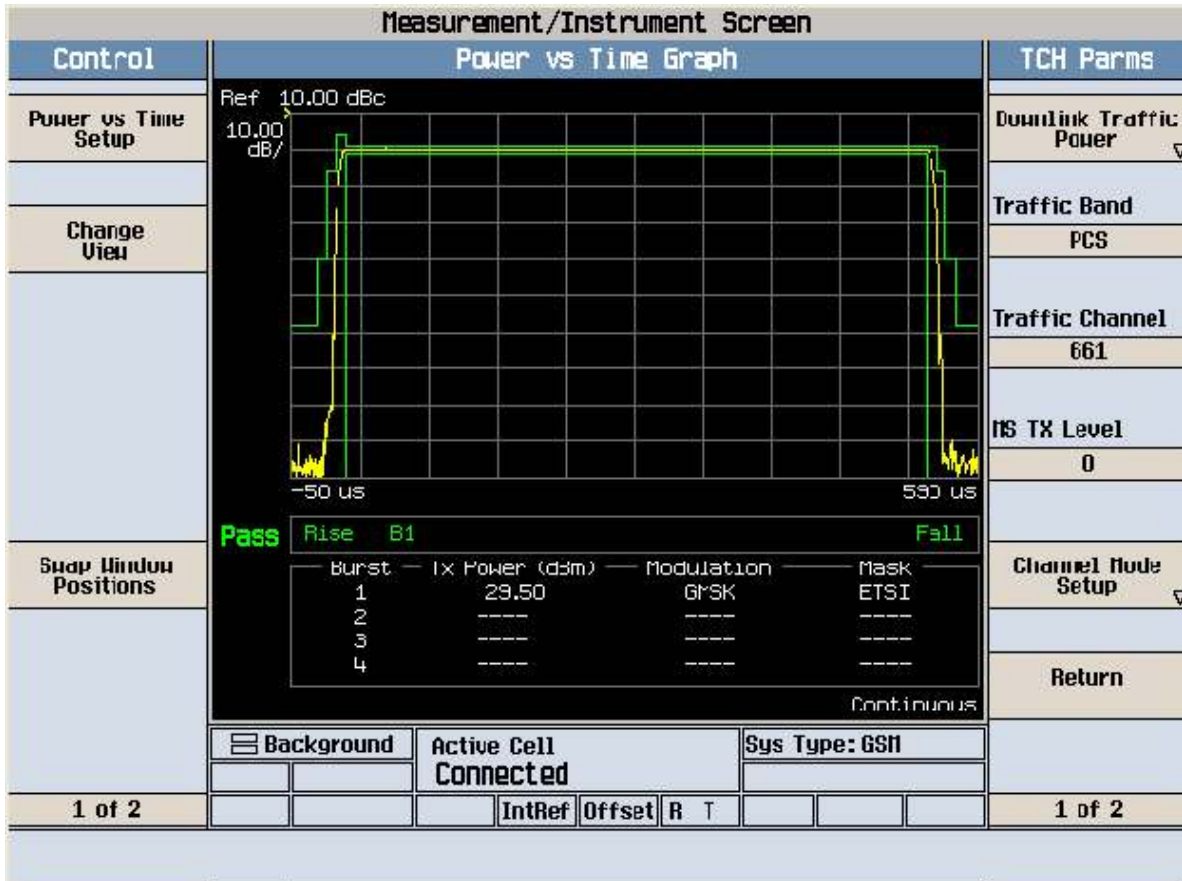 Measurement/Instrument Screen
Control
Power vs Time Graph
TCH Parms
Power vs Time
Setup
Change
View
Swap Window
Positions
1 of 2
Ref 10.00 dBc
10.00
dB/
-50 us
590 us
Pass
Rise B1 Fall
Burst Tx Power (dBm) Modulation Mask
1 29.50 GMSK ETSI
2 ---- ---- ----
3 ---- ---- ----
4 ---- ---- ----
Continuous
Background
Active Cell
Connected
Sys Type: GSM
IntRef Offset R T
Downlink Traffic
Power
Traffic Band
PCS
Traffic Channel
661
MS TX Level
0
Channel Mode
Setup
Return
1 of 2